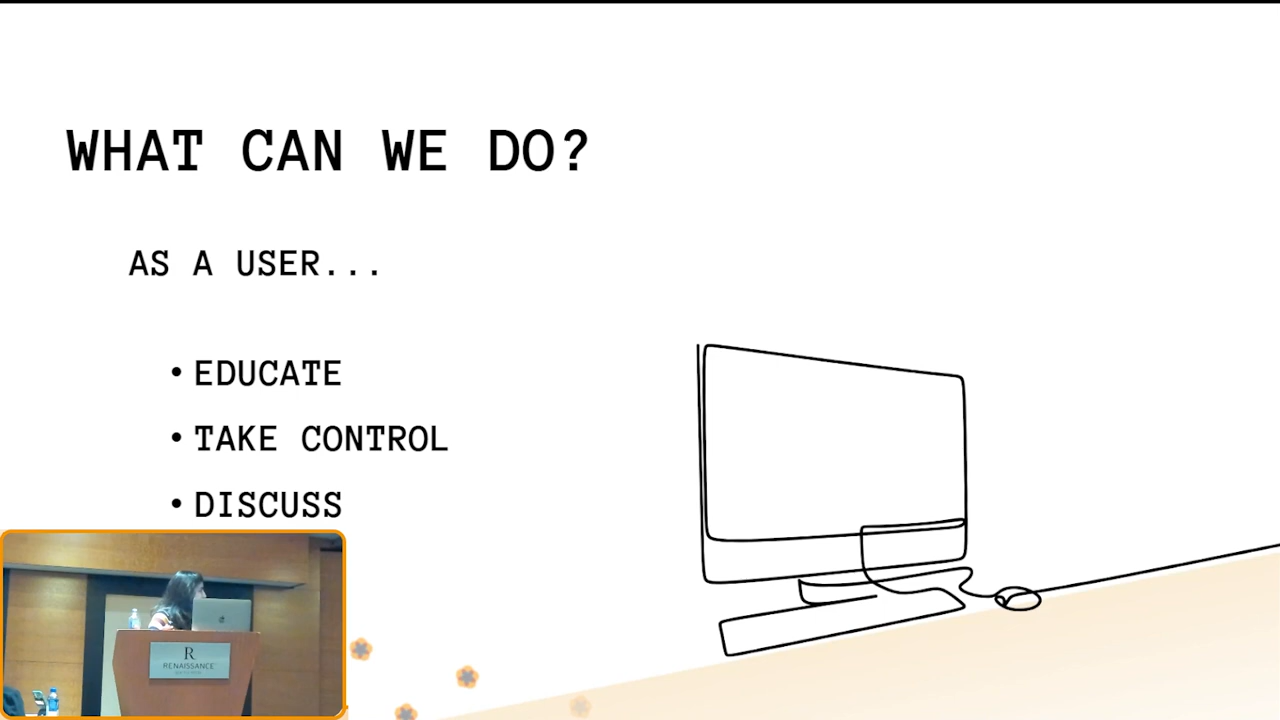 WHAT CAN WE DO?
AS A USER...
• EDUCATE
• TAKE CONTROL
• DISCUSS
R
RENAISSANCE